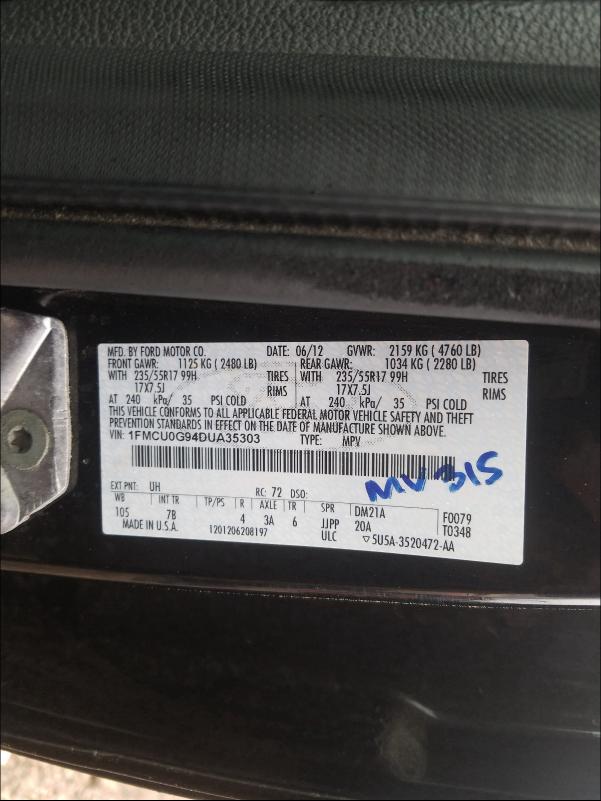 MFD. BY FORD MOTOR CO. DATE: 06/12 GVWR: 2159 KG ( 4760 LB)
FRONT GAWR: 1125 KG ( 2480 LB) REAR GAWR: 1034 KG ( 2280 LB)
WITH 235/55R17 99H TIRES WITH 235/55R17 99H TIRES
17X7.5J RIMS 17X7.5J RIMS
AT 240 kPa/ 35 PSI COLD AT 240 kPa/ 35 PSI COLD
THIS VEHICLE CONFORMS TO ALL APPLICABLE FEDERAL MOTOR VEHICLE SAFETY AND THEFT
PREVENTION STANDARDS IN EFFECT ON THE DATE OF MANUFACTURE SHOWN ABOVE.
VIN: 1FMCU0G94DUA35303 TYPE: MPV
MV 315
EXT PNT: UH RC: 72 DSO:
WB INT TR TP/PS R AXLE TR SPR DM21A F0079
105 7B 4 3A 6 JJPP 20A T0348
MADE IN U.S.A. 1201206208197 ULC ▽5U5A-3520472-AA